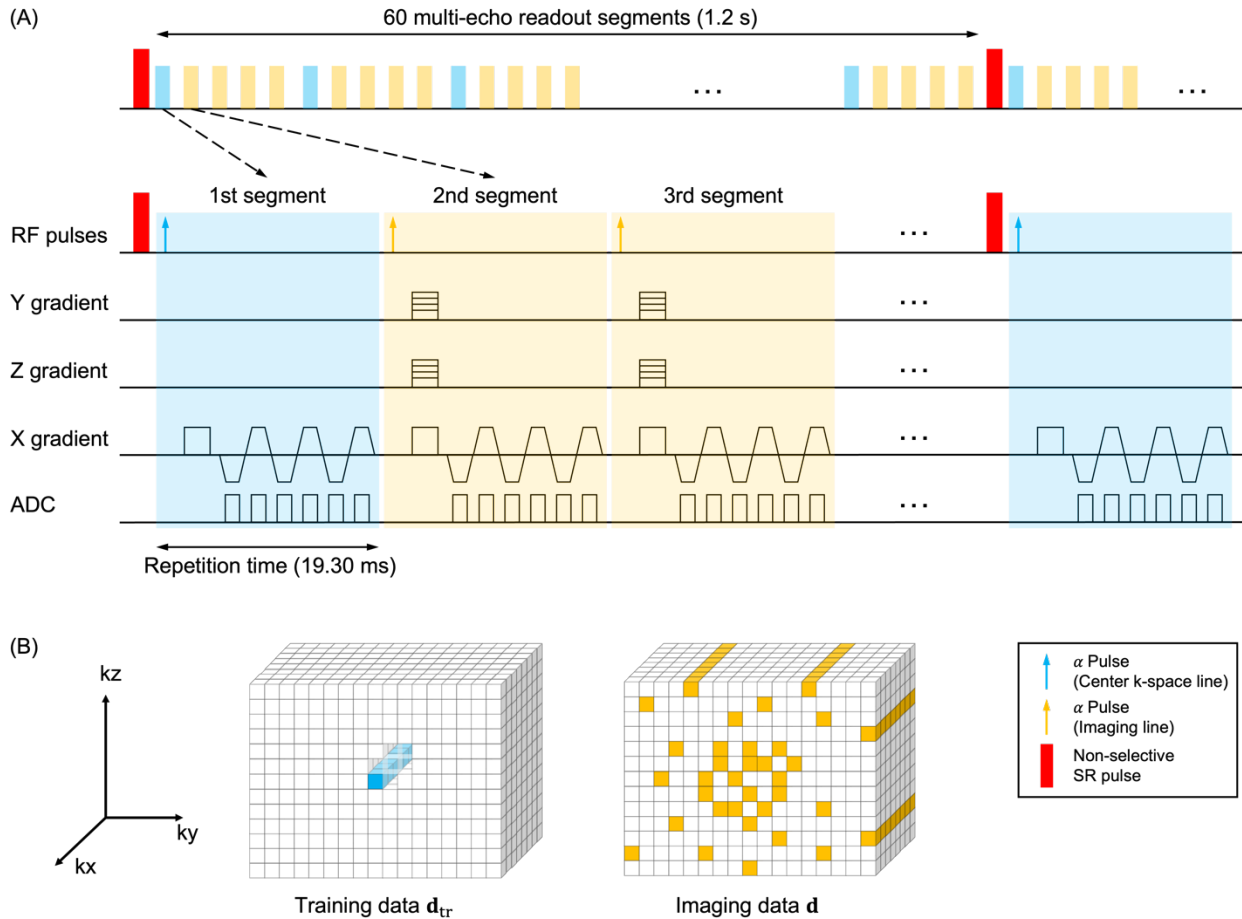 (A)
60 multi-echo readout segments (1.2 s)
...
...
1st segment
2nd segment
3rd segment
RF pulses
...
Y gradient
...
Z gradient
...
X gradient
...
ADC
...
Repetition time (19.30 ms)
(B)
kz
ky
kx
Training data d_tr
Imaging data d
α Pulse
(Center k-space line)
α Pulse
(Imaging line)
Non-selective
SR pulse